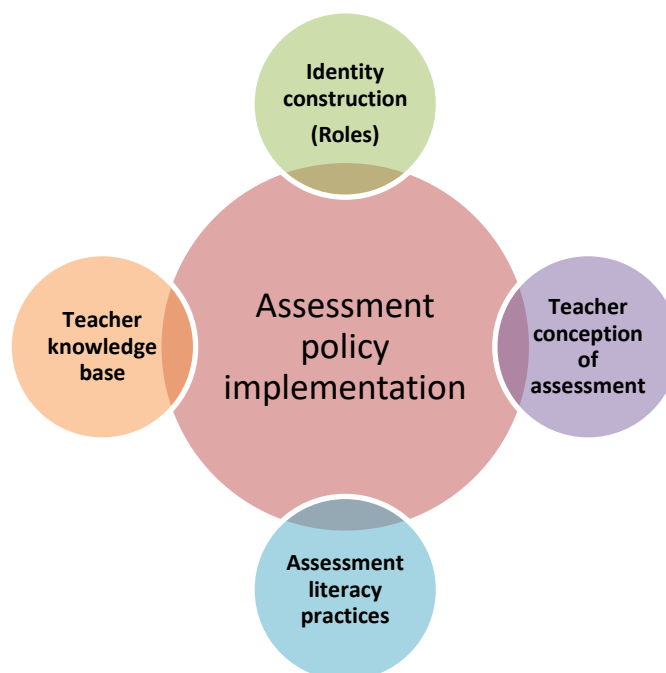 Identity
construction
(Roles)
Teacher
knowledge
base
Assessment
policy
implementation
Teacher
conception
of
assessment
Assessment
literacy
practices